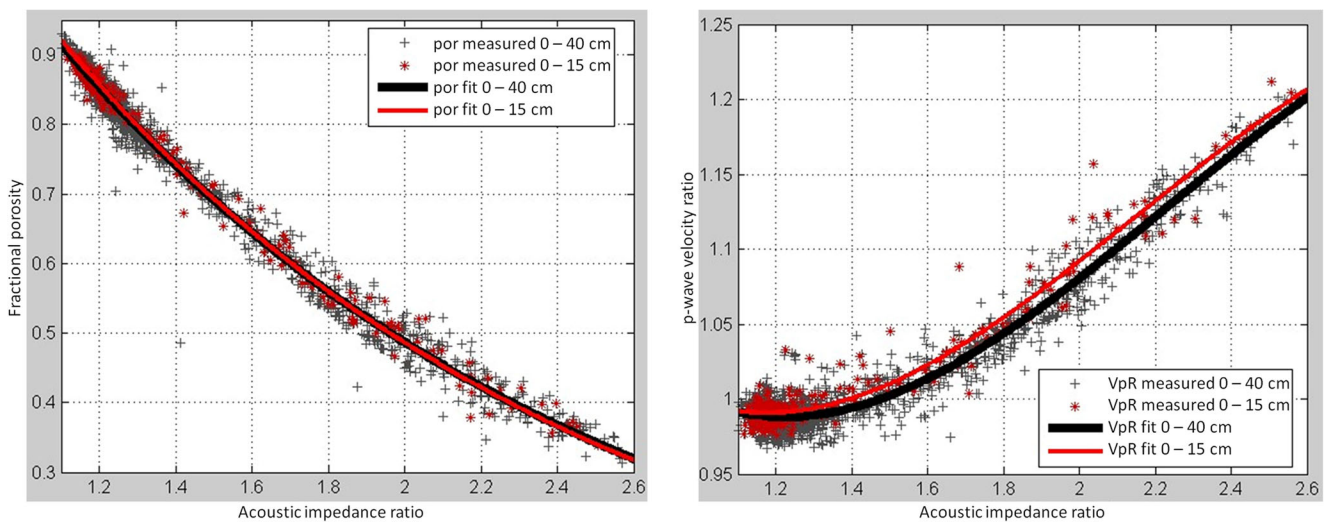 0.9
0.8
0.7
0.6
0.5
0.4
0.3
Fractional porosity
por measured 0 – 40 cm
por measured 0 – 15 cm
por fit 0 – 40 cm
por fit 0 – 15 cm
1.2 1.4 1.6 1.8 2 2.2 2.4 2.6
Acoustic impedance ratio
1.25
1.2
1.15
1.1
1.05
1
0.95
p-wave velocity ratio
VpR measured 0 – 40 cm
VpR measured 0 – 15 cm
VpR fit 0 – 40 cm
VpR fit 0 – 15 cm
1.2 1.4 1.6 1.8 2 2.2 2.4 2.6
Acoustic impedance ratio